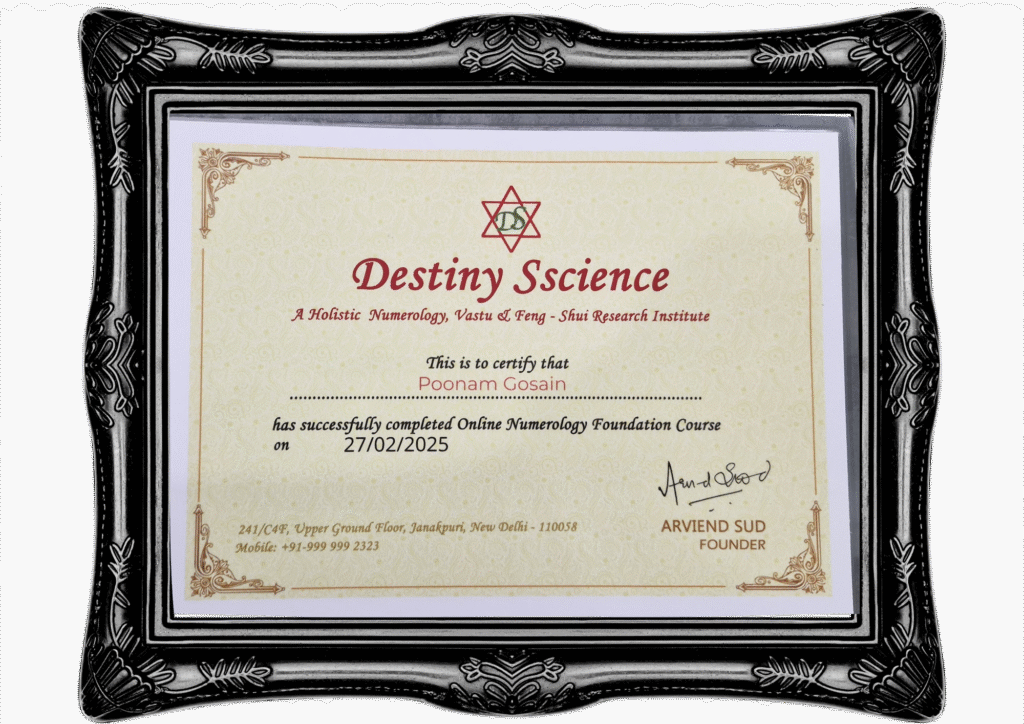 DS
Destiny Sscience
A Holistic Numerology, Vastu & Feng - Shui Research Institute
This is to certify that
Poonam Gosain
has successfully completed Online Numerology Foundation Course
on 27/02/2025
Arviend Sud
ARVIEND SUD
FOUNDER
241/C4F, Upper Ground Floor, Janakpuri, New Delhi - 110058
Mobile: +91-999 999 2323